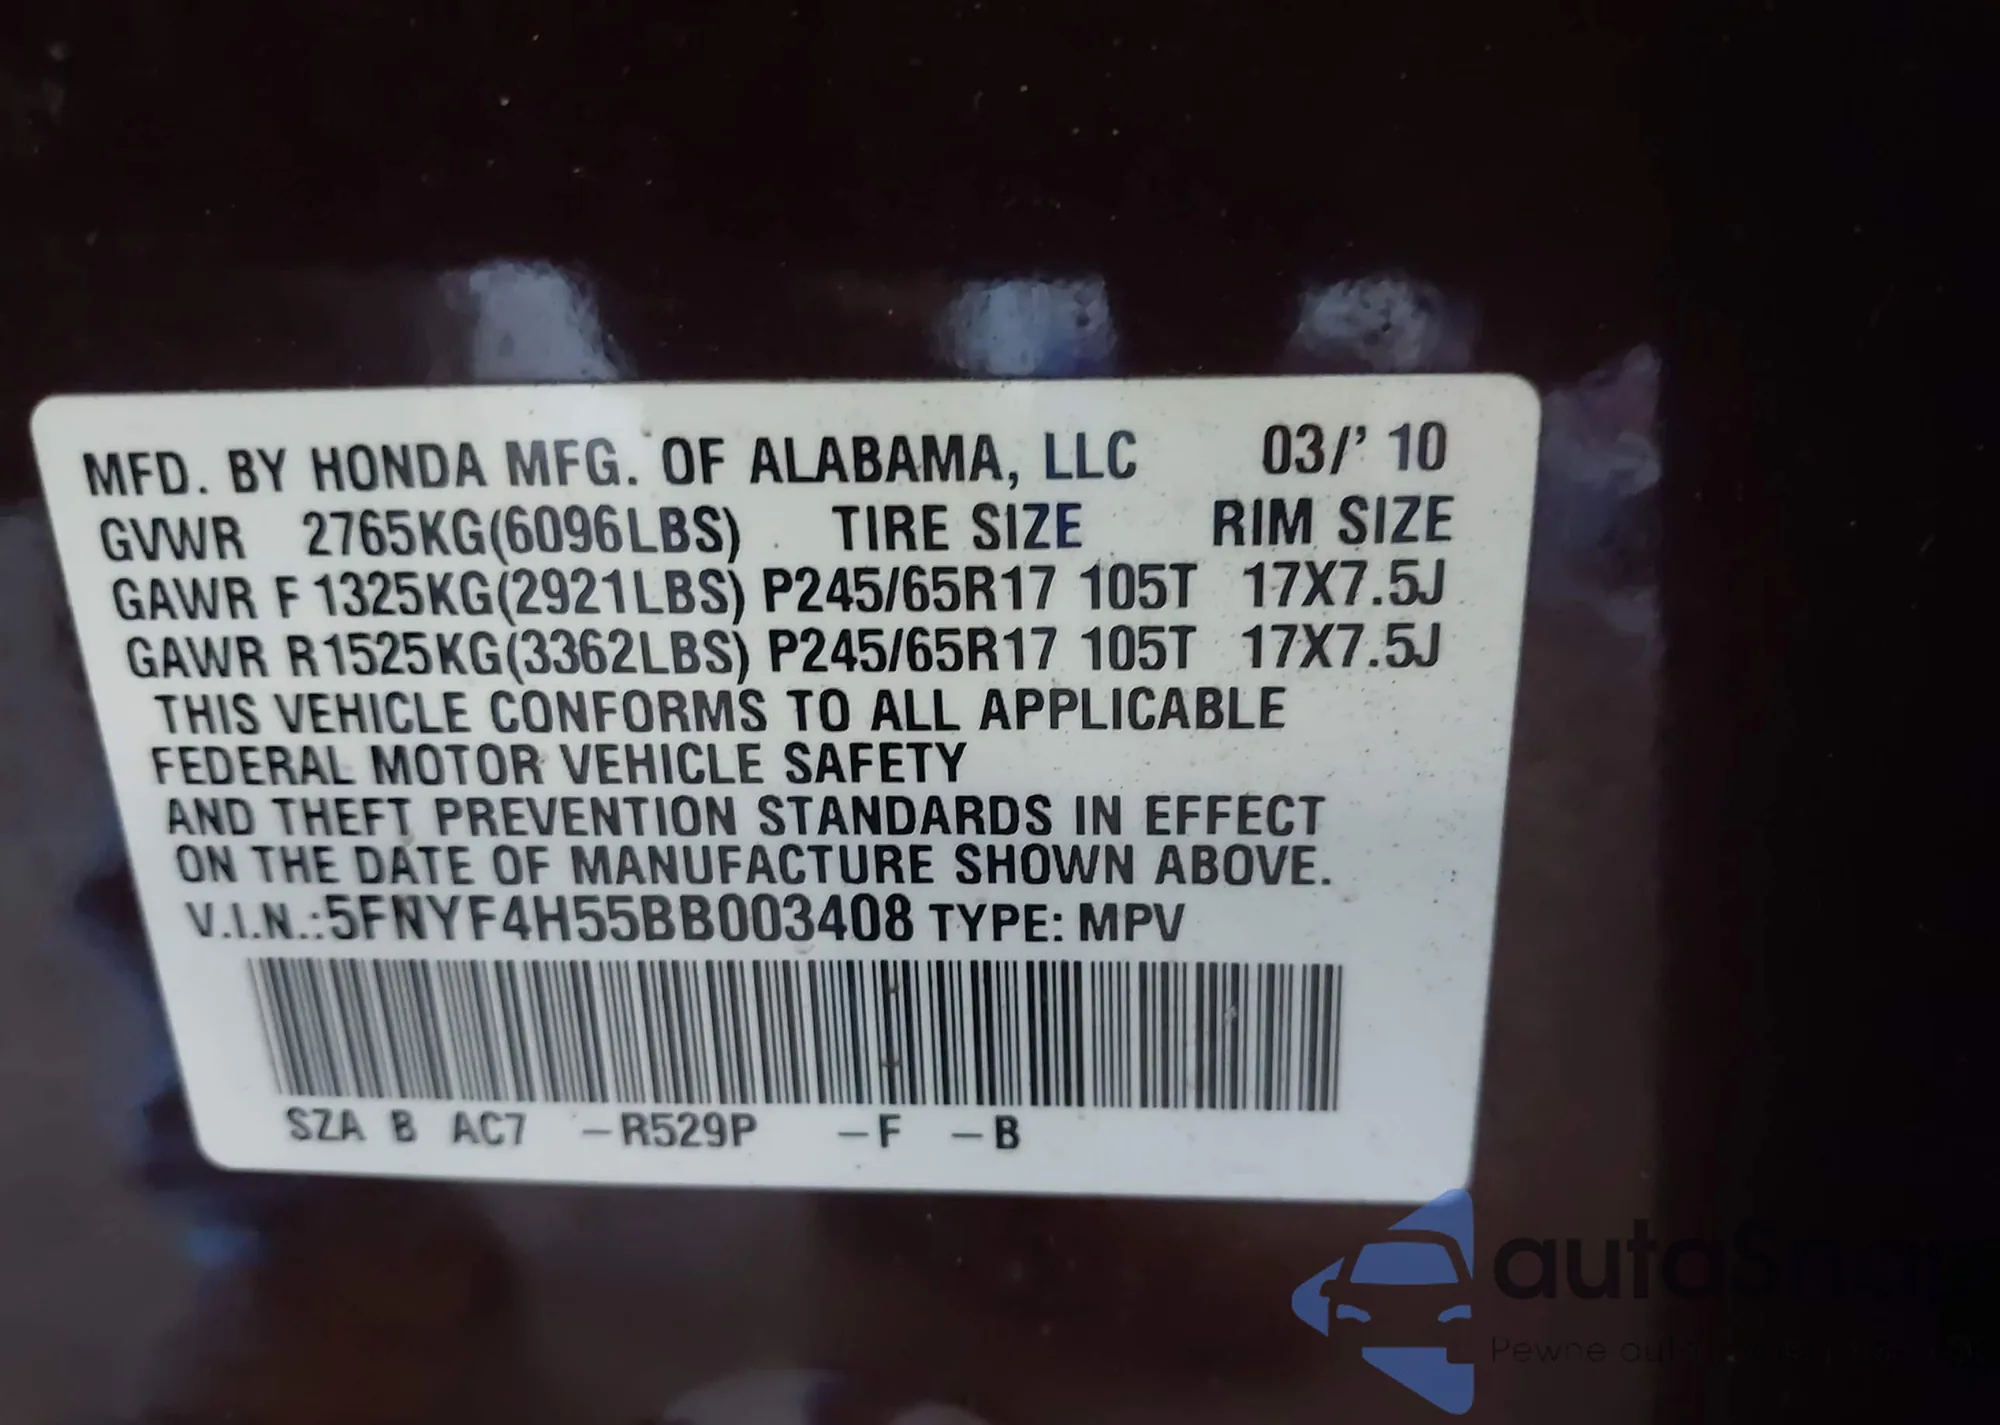 MFD. BY HONDA MFG. OF ALABAMA, LLC 03/' 10
GVWR 2765KG(6096LBS) TIRE SIZE RIM SIZE
GAWR F 1325KG(2921LBS) P245/65R17 105T 17X7.5J
GAWR R1525KG(3362LBS) P245/65R17 105T 17X7.5J
THIS VEHICLE CONFORMS TO ALL APPLICABLE
FEDERAL MOTOR VEHICLE SAFETY
AND THEFT PREVENTION STANDARDS IN EFFECT
ON THE DATE OF MANUFACTURE SHOWN ABOVE.
V.I.N.:5FNYF4H55BB003408 TYPE: MPV
SZA B AC7 –R529P –F –B
Pewne